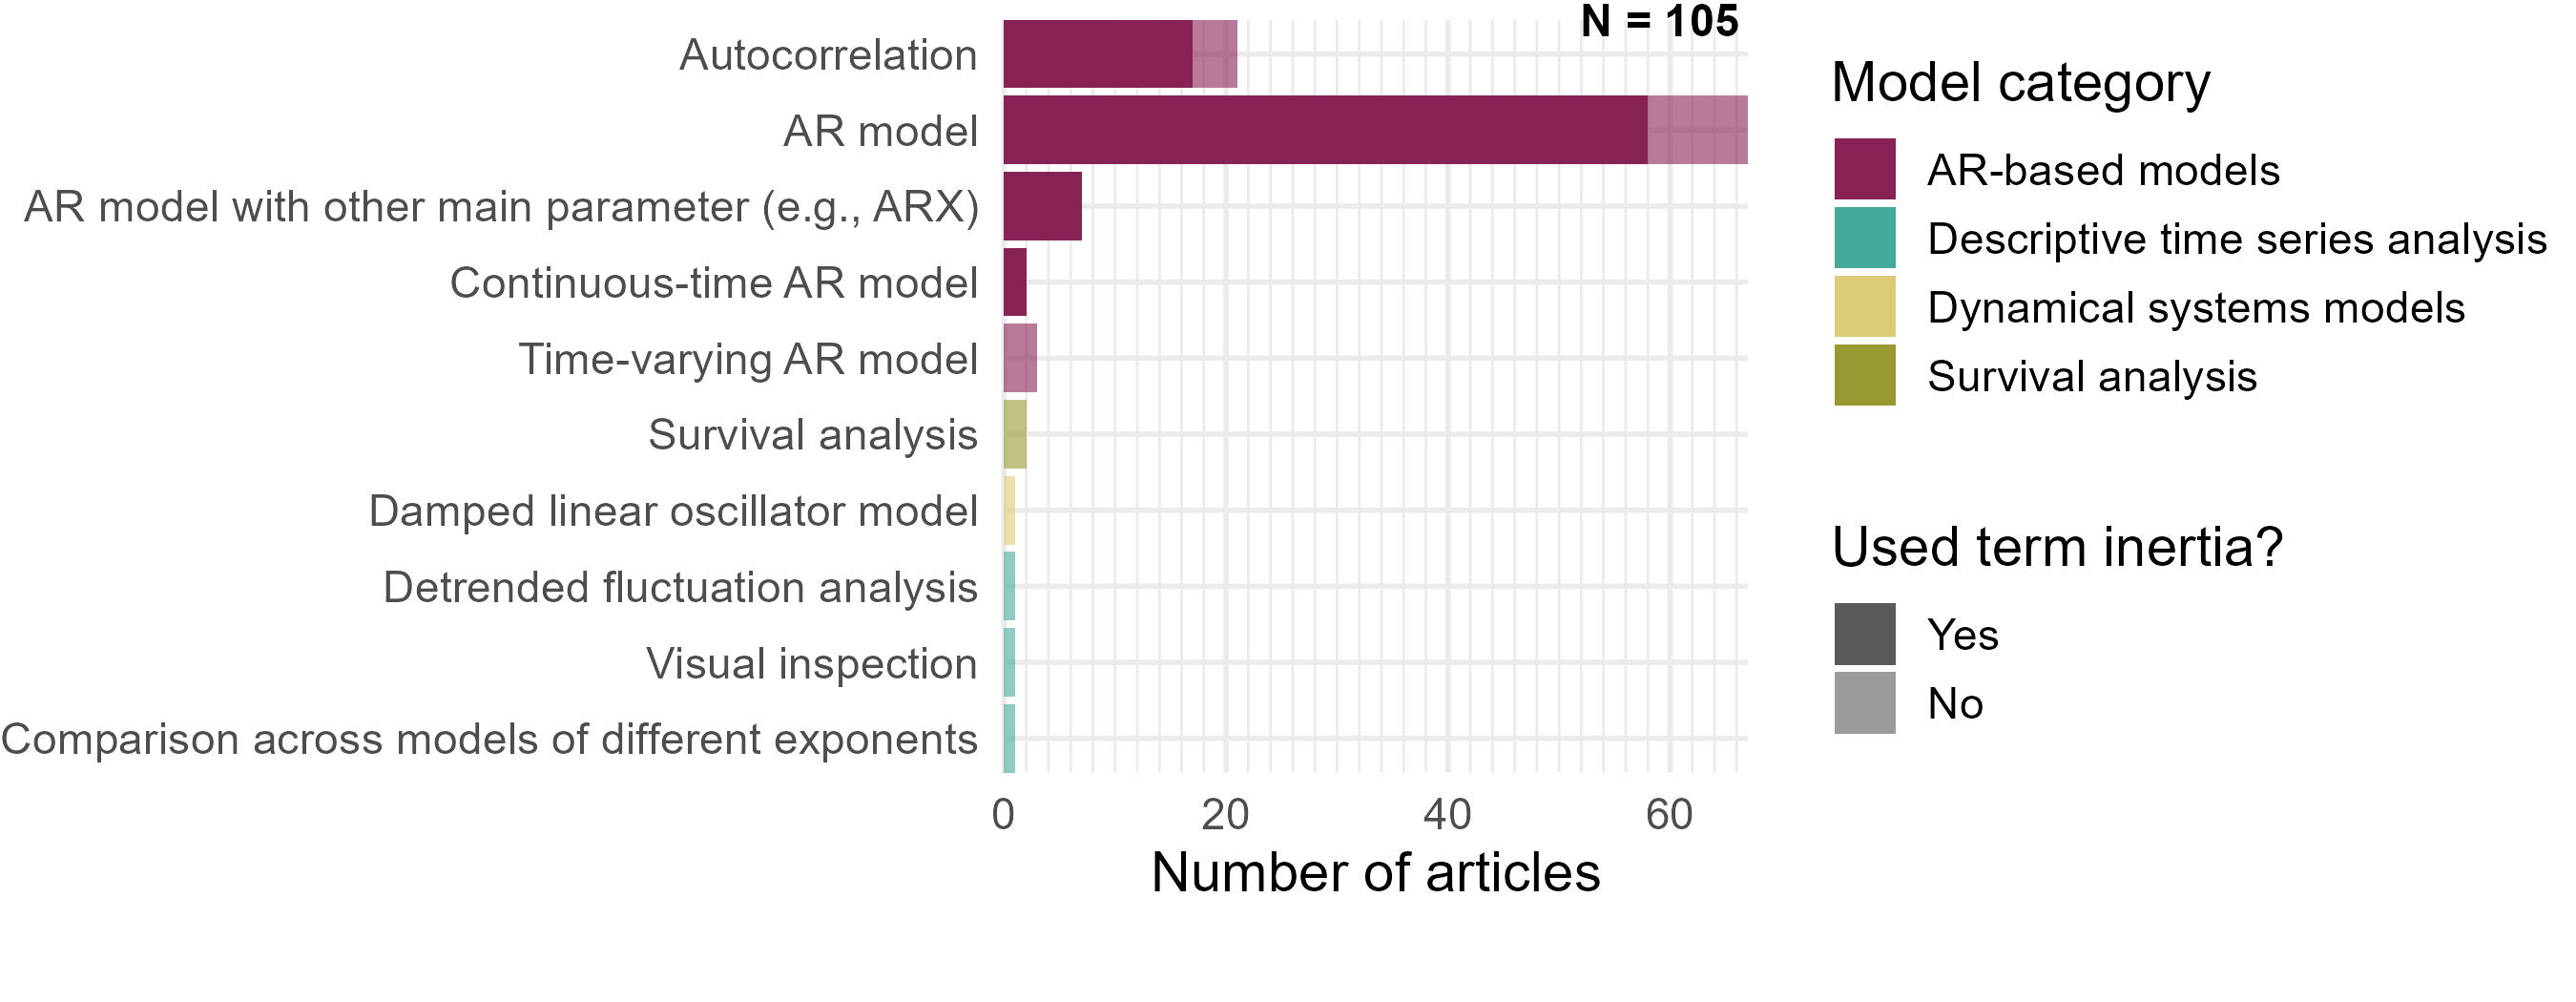 N = 105
Autocorrelation
AR model
AR model with other main parameter (e.g., ARX)
Continuous-time AR model
Time-varying AR model
Survival analysis
Damped linear oscillator model
Detrended fluctuation analysis
Visual inspection
Comparison across models of different exponents
0 20 40 60
Number of articles
Model category
AR-based models
Descriptive time series analysis
Dynamical systems models
Survival analysis
Used term inertia?
Yes
No